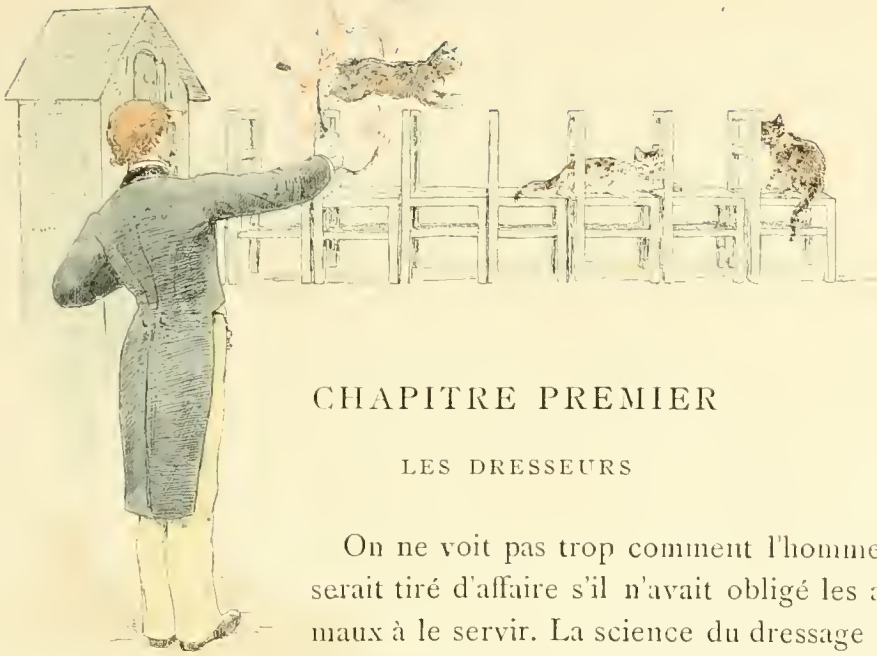 CHAPITRE PREMIER
LES DRESSEURS
On ne voit pas trop comment l'homme
serait tiré d'affaire s'il n'avait obligé les a
maux à le servir. La science du dressage